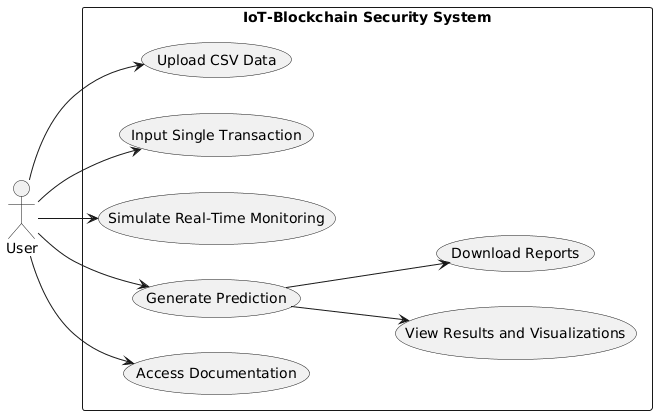 IoT-Blockchain Security System
Upload CSV Data
Input Single Transaction
Simulate Real-Time Monitoring
User
Download Reports
Generate Prediction
View Results and Visualizations
Access Documentation